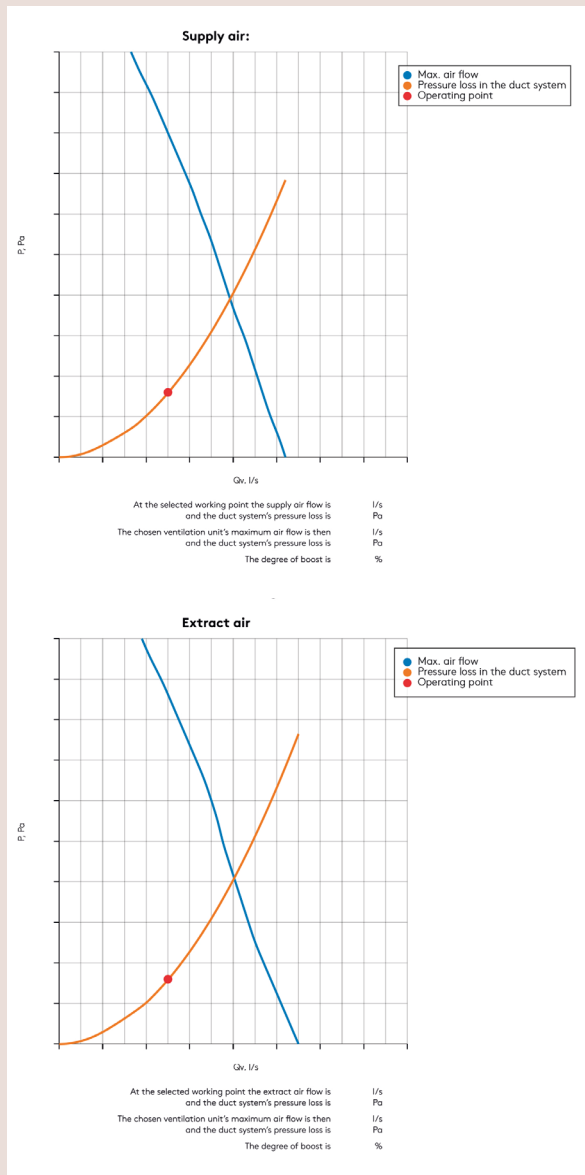 Supply air:
Max. air flow
Pressure loss in the duct system
Operating point
P, Pa
Qv, l/s
At the selected working point the supply air flow is l/s
and the duct system's pressure loss is Pa
The chosen ventilation unit's maximum air flow is then l/s
and the duct system's pressure loss is Pa
The degree of boost is %
Extract air
Max. air flow
Pressure loss in the duct system
Operating point
P, Pa
Qv, l/s
At the selected working point the extract air flow is l/s
and the duct system's pressure loss is Pa
The chosen ventilation unit's maximum air flow is then l/s
and the duct system's pressure loss is Pa
The degree of boost is %